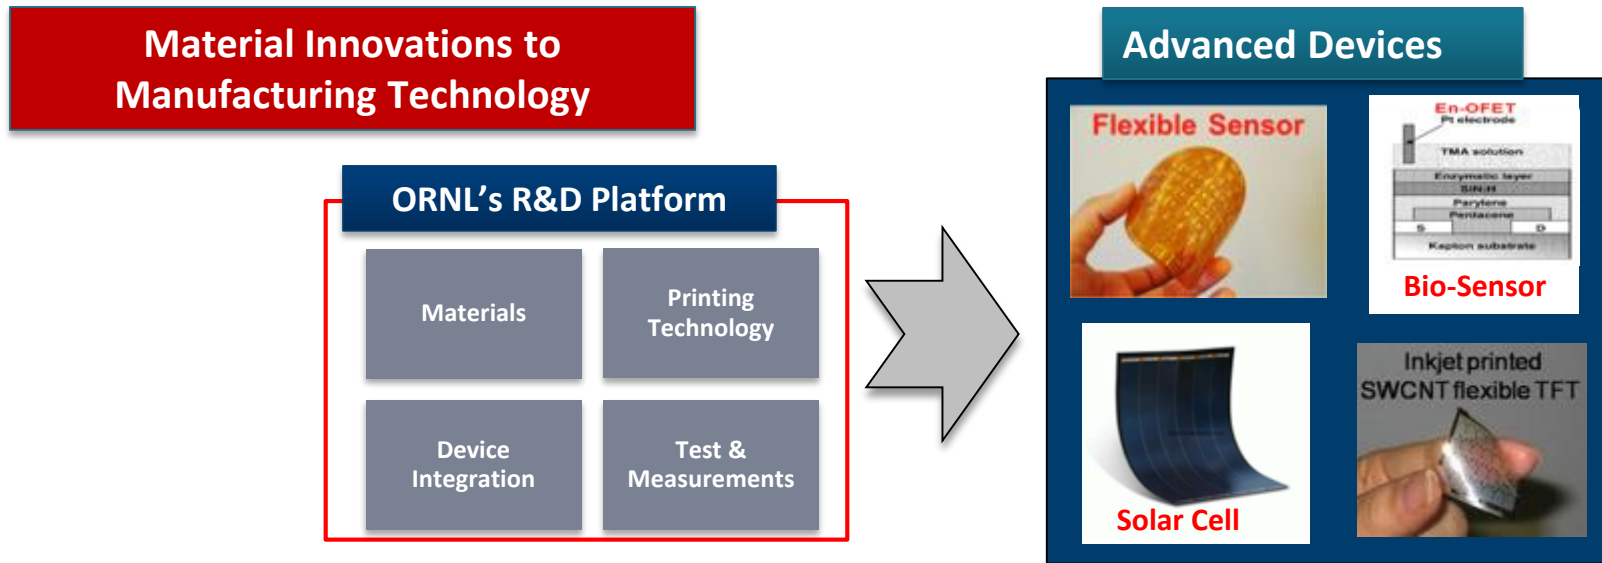 Material Innovations to
Manufacturing Technology
ORNL's R&D Platform
Materials
Printing
Technology
Device
Integration
Test &
Measurements
Advanced Devices
Flexible Sensor
En-OFET
Pt electrode
TMA solution
Enzymatic layer
SiN:H
Parylene
Pentacene
S
D
Kapton substrate
Bio-Sensor
Solar Cell
Inkjet printed
SWCNT flexible TFT